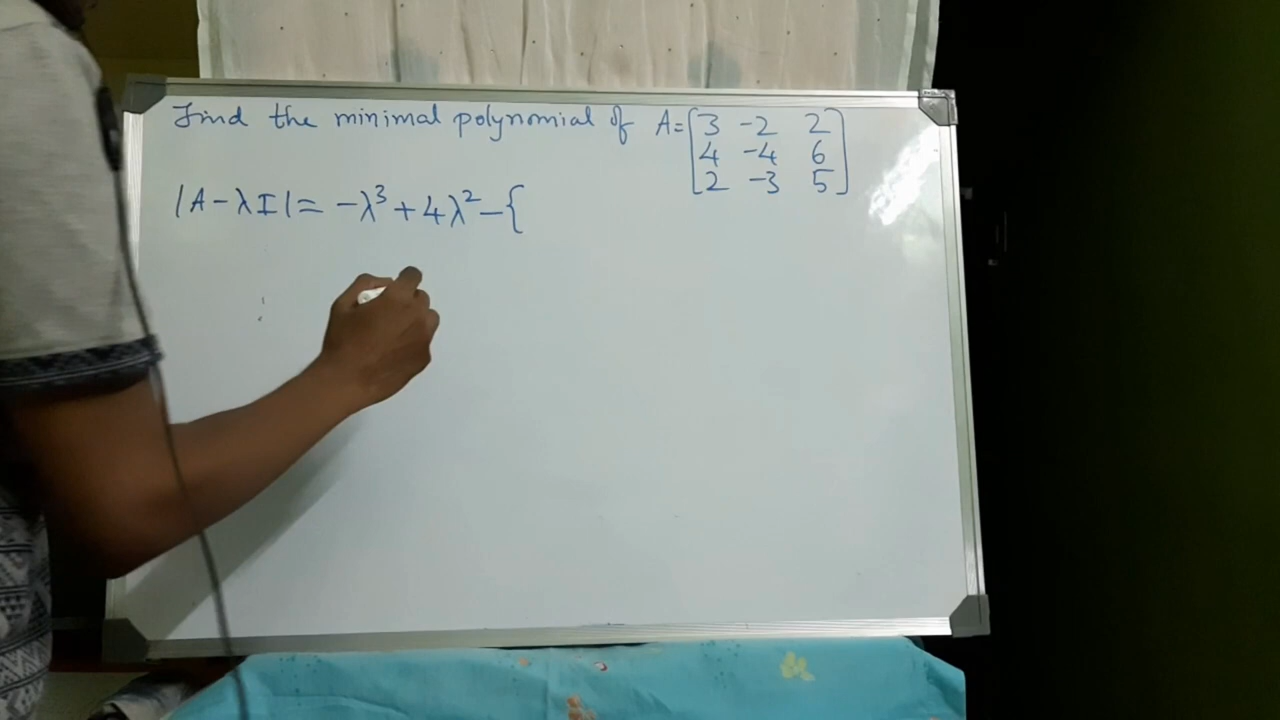 Find the minimal polynomial of A=[3 -2 2
4 -4 6
2 -3 5]
|A-λI|= -λ³+4λ²-{